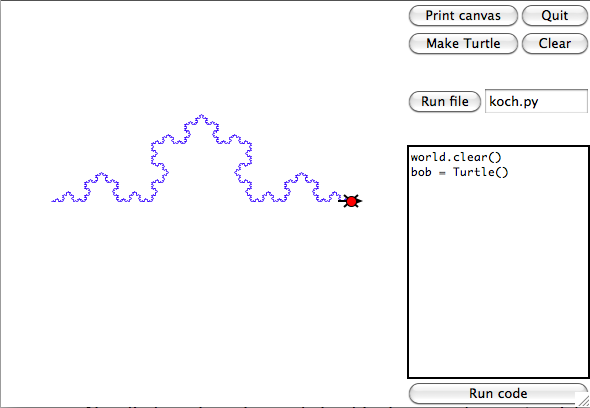 Print canvas Quit
Make Turtle Clear
Run file koch.py
world.clear()
bob = Turtle()
Run code